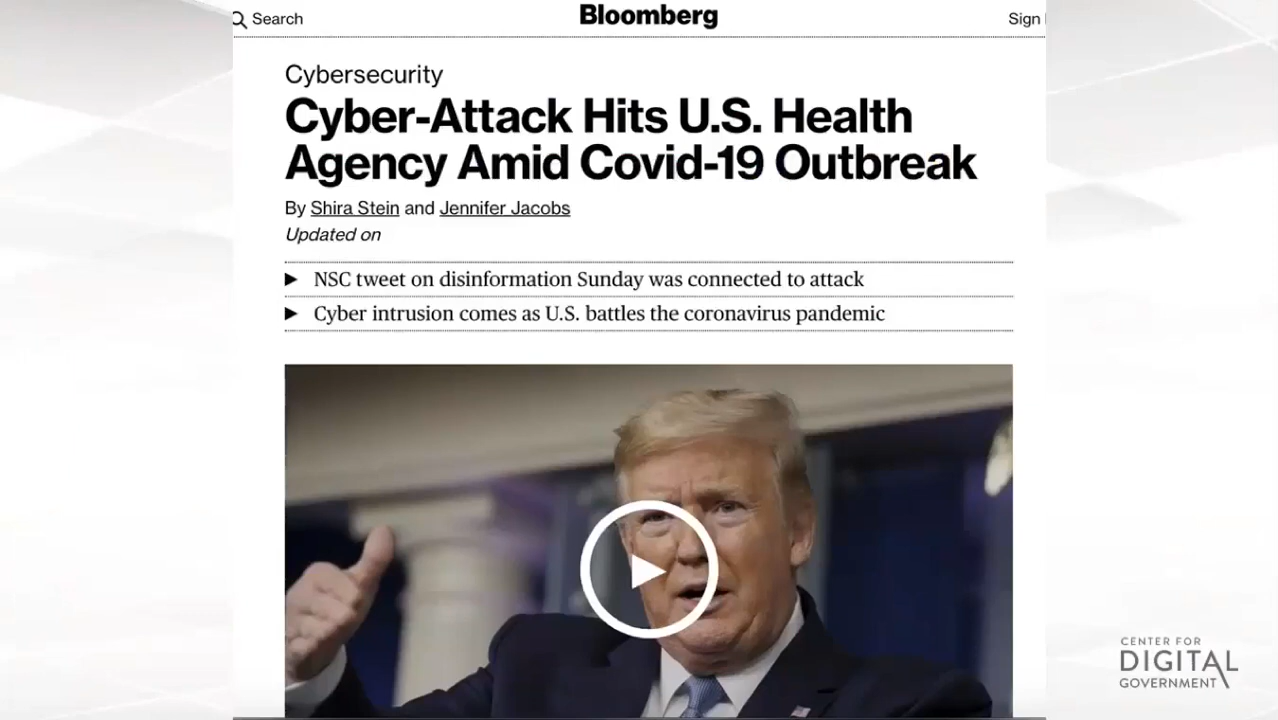 Search
Bloomberg
Sign
Cybersecurity
Cyber-Attack Hits U.S. Health
Agency Amid Covid-19 Outbreak
By Shira Stein and Jennifer Jacobs
Updated on
NSC tweet on disinformation Sunday was connected to attack
Cyber intrusion comes as U.S. battles the coronavirus pandemic
CENTER FOR
DIGITAL
GOVERNMENT